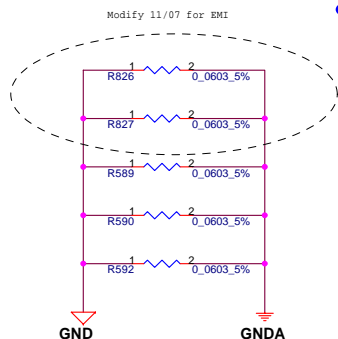 Modify 11/07 for EMI
1 2
R826 0_0603_5%
1 2
R827 0_0603_5%
1 2
R589 0_0603_5%
1 2
R590 0_0603_5%
1 2
R592 0_0603_5%
GND GNDA